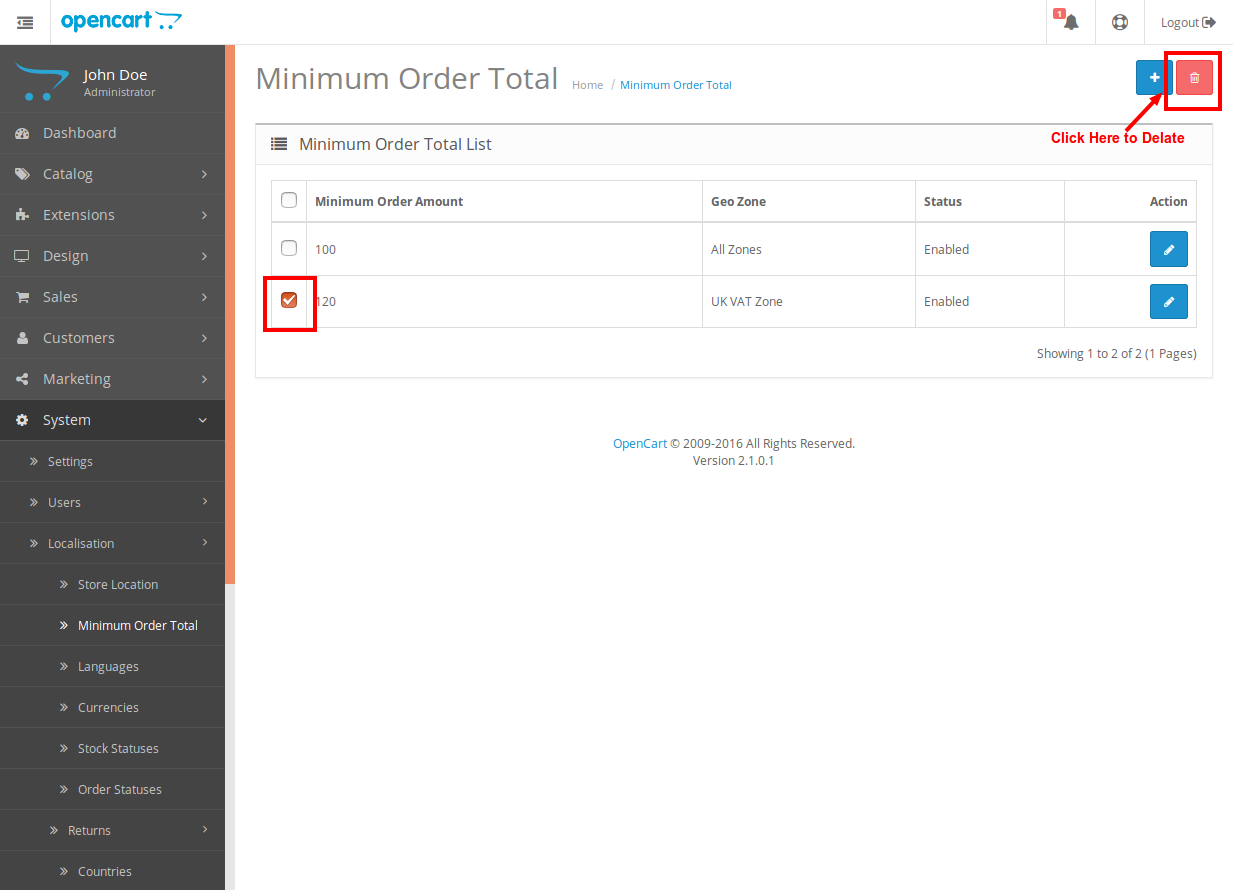 opencart
1
Logout
John Doe
Administrator
Dashboard
Catalog
Extensions
Design
Sales
Customers
Marketing
System
Settings
Users
Localisation
Store Location
Minimum Order Total
Languages
Currencies
Stock Statuses
Order Statuses
Returns
Countries
Minimum Order Total
Home / Minimum Order Total
Click Here to Delate
Minimum Order Total List
Minimum Order Amount Geo Zone Status Action
100 All Zones Enabled
120 UK VAT Zone Enabled
Showing 1 to 2 of 2 (1 Pages)
OpenCart © 2009-2016 All Rights Reserved.
Version 2.1.0.1